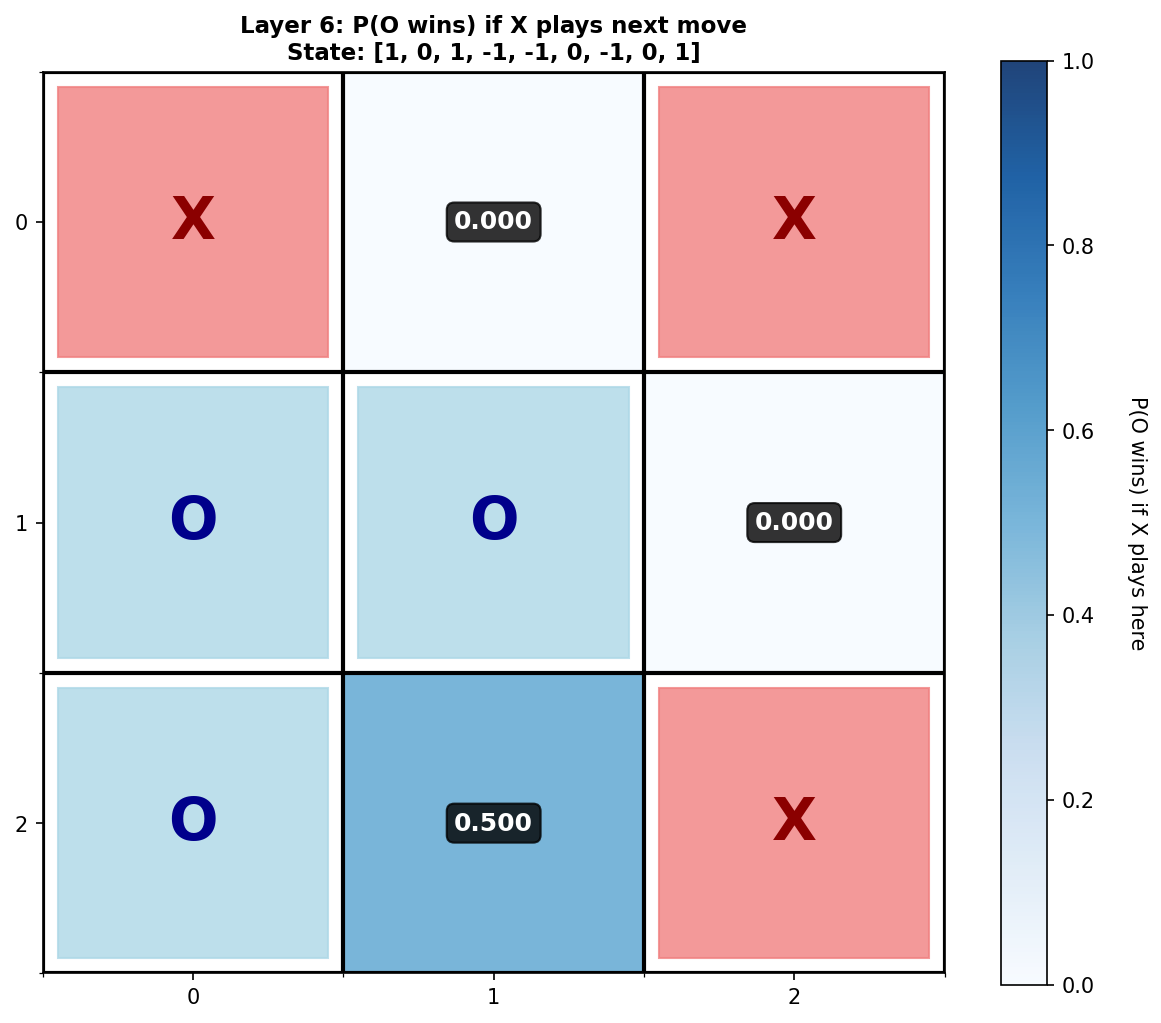 Layer 6: P(O wins) if X plays next move
State: [1, 0, 1, -1, -1, 0, -1, 0, 1]
X
0.000
X
O
O
0.000
O
0.500
X
0
1
2
0
1
2
1.0
0.8
0.6
0.4
0.2
0.0
P(O wins) if X plays here